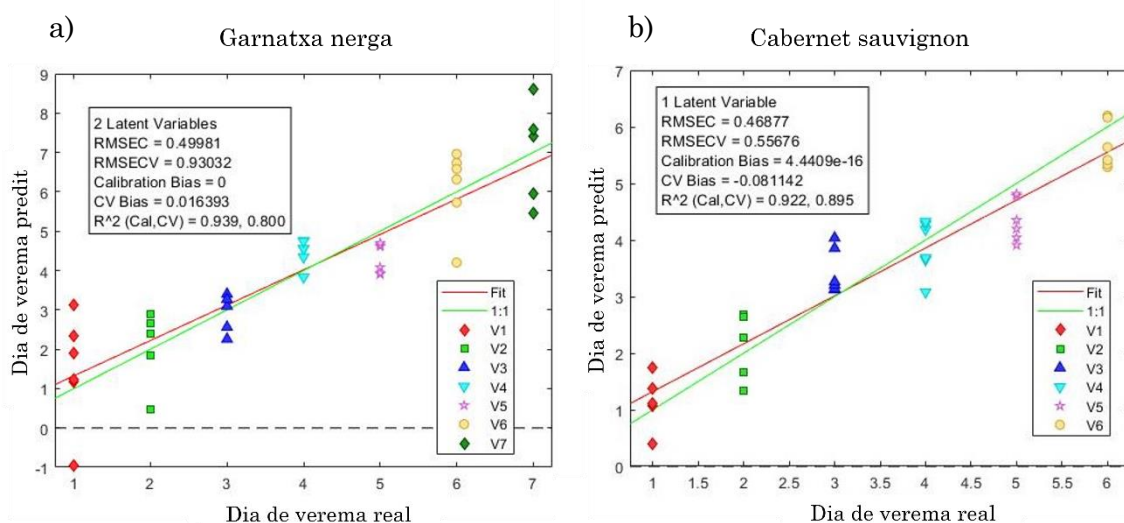 a)
Garnatxa nerga
Dia de verema predit
9
8
7
6
5
4
3
2
1
0
-1
2 Latent Variables
RMSEC = 0.49981
RMSECV = 0.93032
Calibration Bias = 0
CV Bias = 0.016393
R^2 (Cal,CV) = 0.939, 0.800
Fit
1:1
V1
V2
V3
V4
V5
V6
V7
1 2 3 4 5 6 7
Dia de verema real
b)
Cabernet sauvignon
Dia de verema predit
7
6
5
4
3
2
1
0
1 Latent Variable
RMSEC = 0.46877
RMSECV = 0.55676
Calibration Bias = 4.4409e-16
CV Bias = -0.081142
R^2 (Cal,CV) = 0.922, 0.895
Fit
1:1
V1
V2
V3
V4
V5
V6
1 1.5 2 2.5 3 3.5 4 4.5 5 5.5 6
Dia de verema real